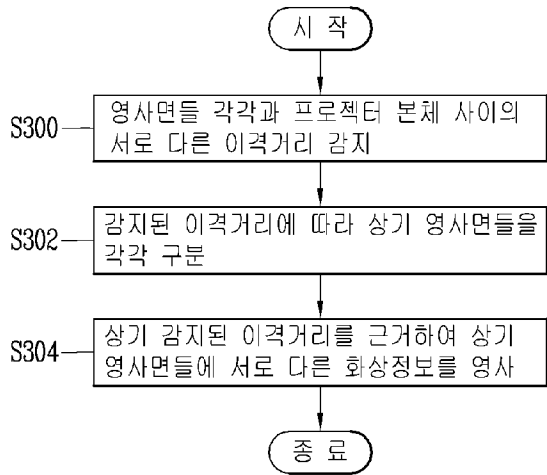 시 작
S300
영사면들 각각과 프로젝터 본체 사이의
서로 다른 이격거리 감지
S302
감지된 이격거리에 따라 상기 영사면들을
각각 구분
S304
상기 감지된 이격거리를 근거하여 상기
영사면들에 서로 다른 화상정보를 영사
종 료